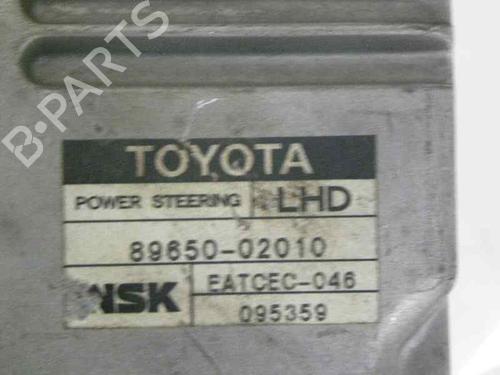 B-PARTS
TOYOTA
POWER STEERING LHD
89650-02010
NSK EATCEC-046
095359